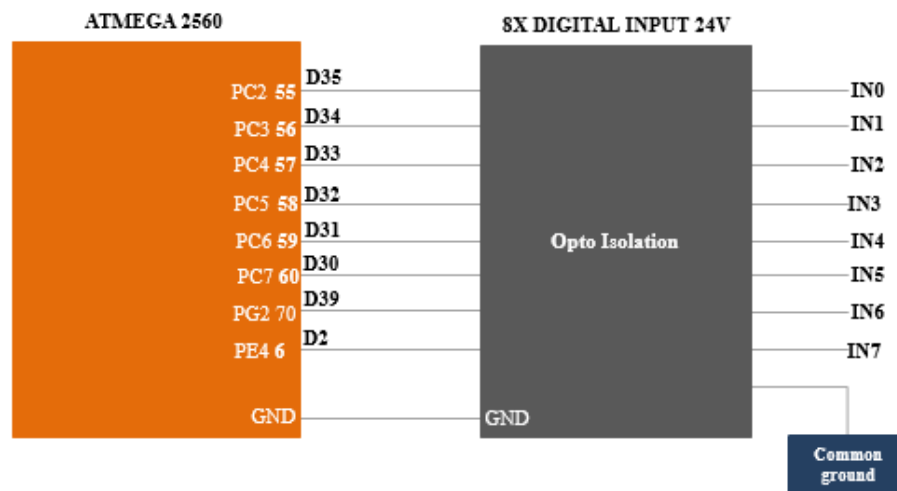 ATMEGA 2560
8X DIGITAL INPUT 24V
PC2 55 D35 IN0
PC3 56 D34 IN1
PC4 57 D33 IN2
PC5 58 D32 IN3
PC6 59 D31 Opto Isolation IN4
PC7 60 D30 IN5
PG2 70 D39 IN6
PE4 6 D2 IN7
GND GND
Common
ground